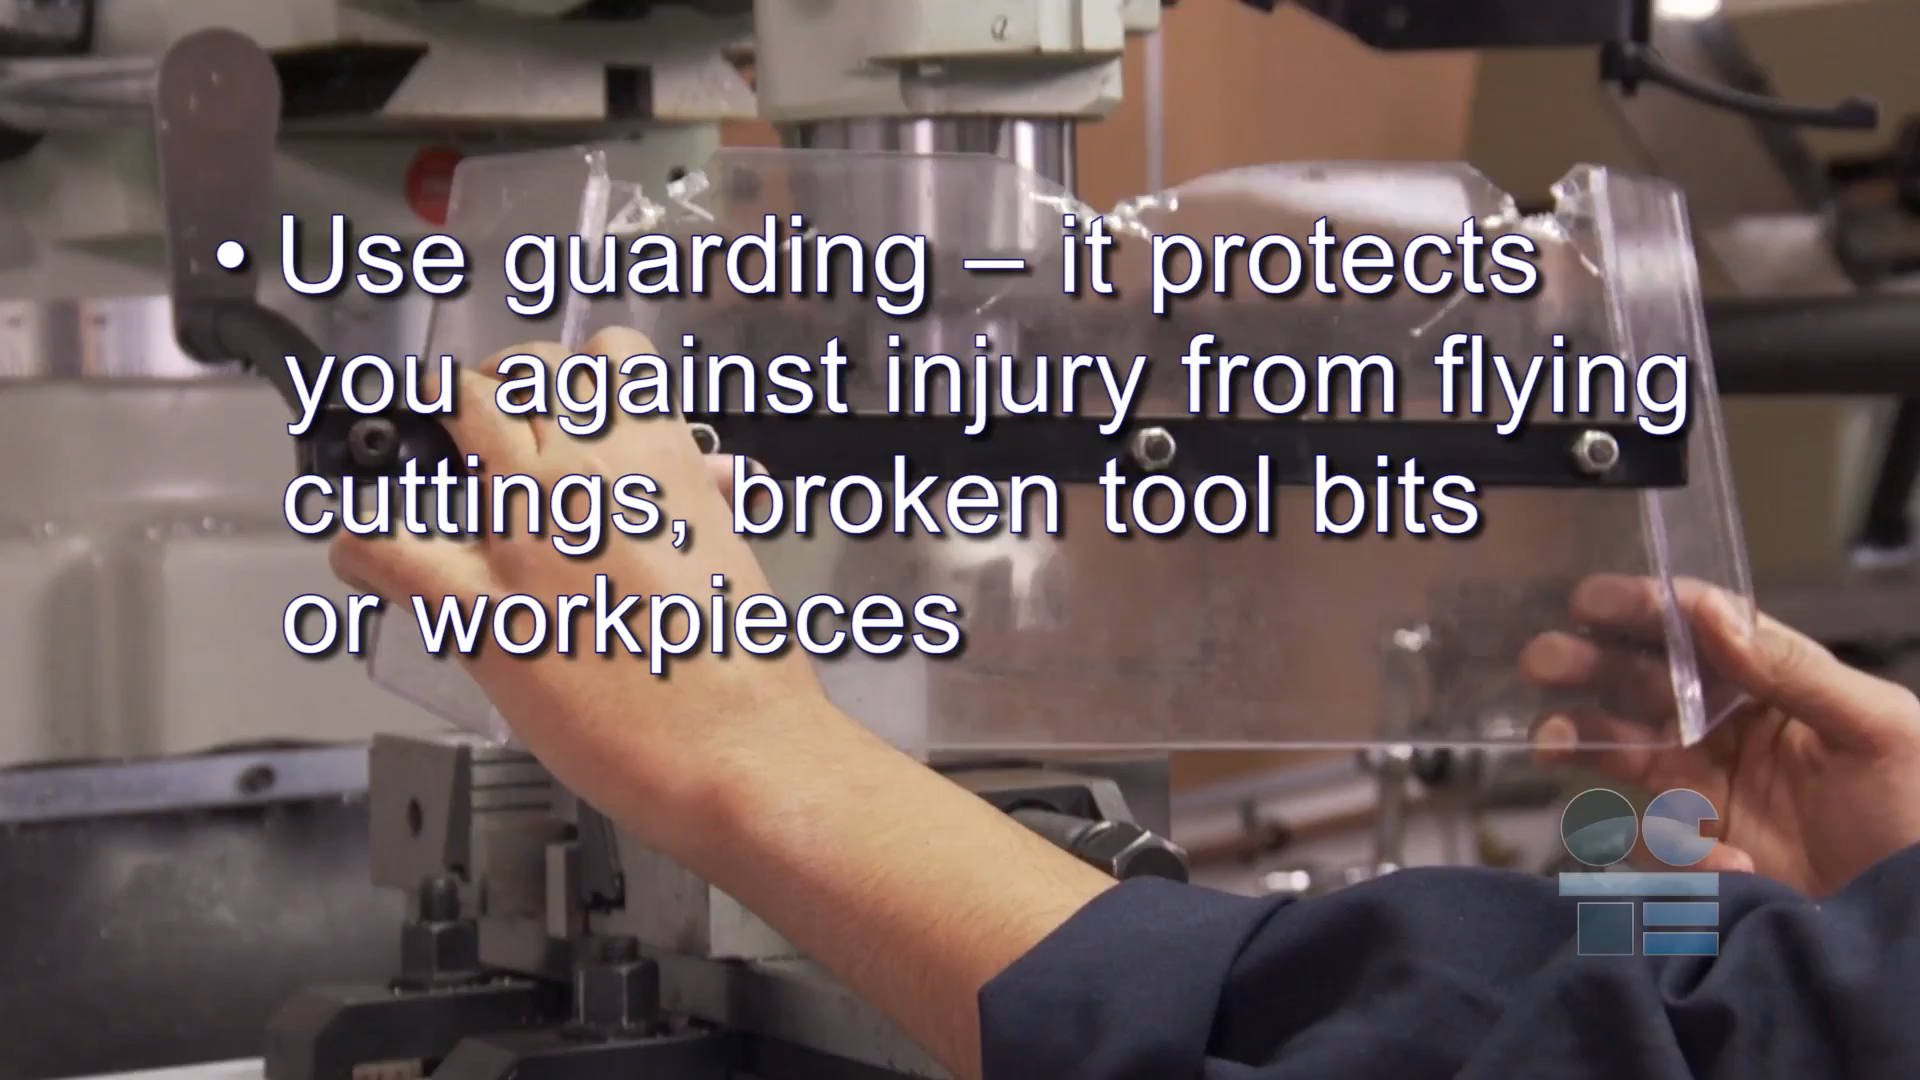 • Use guarding – it protects
you against injury from flying
cuttings, broken tool bits
or workpieces